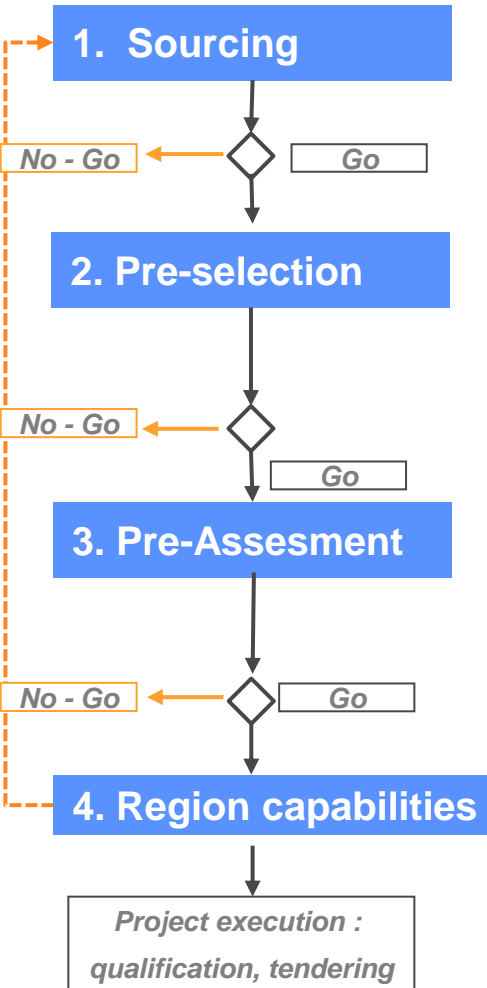 1. Sourcing
No - Go
Go
2. Pre-selection
No - Go
Go
3. Pre-Assesment
No - Go
Go
4. Region capabilities
Project execution :
qualification, tendering